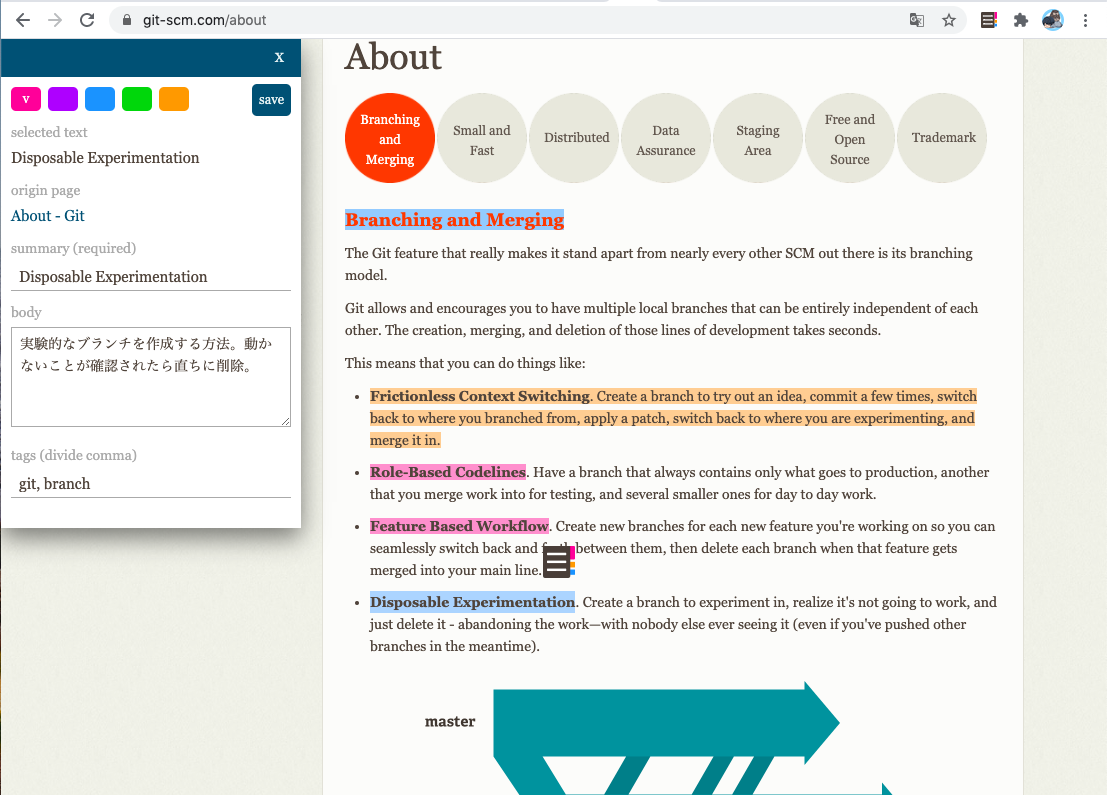 git-scm.com/about
x
v
save
selected text
Disposable Experimentation
origin page
About - Git
summary (required)
Disposable Experimentation
body
実験的なブランチを作成する方法。動か
ないことが確認されたら直ちに削除。
tags (divide comma)
git, branch
About
Branching
and
Merging
Small and
Fast
Distributed
Data
Assurance
Staging
Area
Free and
Open
Source
Trademark
Branching and Merging
The Git feature that really makes it stand apart from nearly every other SCM out there is its branching
model.
Git allows and encourages you to have multiple local branches that can be entirely independent of each
other. The creation, merging, and deletion of those lines of development takes seconds.
This means that you can do things like:
• Frictionless Context Switching. Create a branch to try out an idea, commit a few times, switch
back to where you branched from, apply a patch, switch back to where you are experimenting, and
merge it in.
• Role-Based Codelines. Have a branch that always contains only what goes to production, another
that you merge work into for testing, and several smaller ones for day to day work.
• Feature Based Workflow. Create new branches for each new feature you're working on so you can
seamlessly switch back and forth between them, then delete each branch when that feature gets
merged into your main line.
• Disposable Experimentation. Create a branch to experiment in, realize it's not going to work, and
just delete it - abandoning the work—with nobody else ever seeing it (even if you've pushed other
branches in the meantime).
master